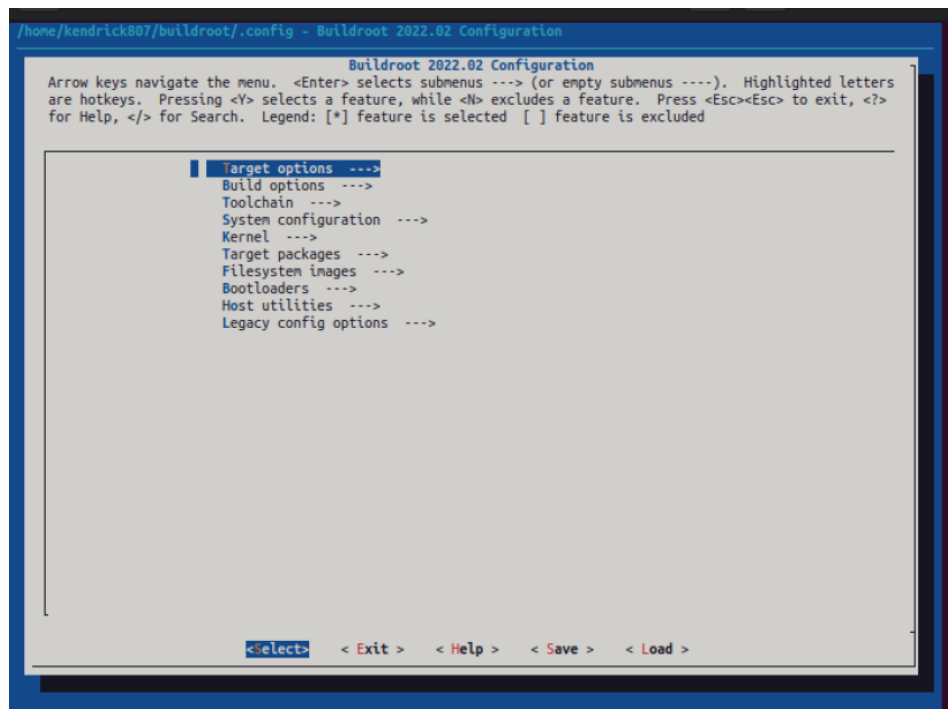 /home/kendrick807/buildroot/.config - Buildroot 2022.02 Configuration
Buildroot 2022.02 Configuration
Arrow keys navigate the menu.  <Enter> selects submenus ---> (or empty submenus ----).  Highlighted letters
are hotkeys.  Pressing <Y> selects a feature, while <N> excludes a feature.  Press <Esc><Esc> to exit, <?>
for Help, </> for Search.  Legend: [*] feature is selected  [ ] feature is excluded
Target options  --->
Build options  --->
Toolchain  --->
System configuration  --->
Kernel  --->
Target packages  --->
Filesystem images  --->
Bootloaders  --->
Host utilities  --->
Legacy config options  --->
<Select>    < Exit >    < Help >    < Save >    < Load >